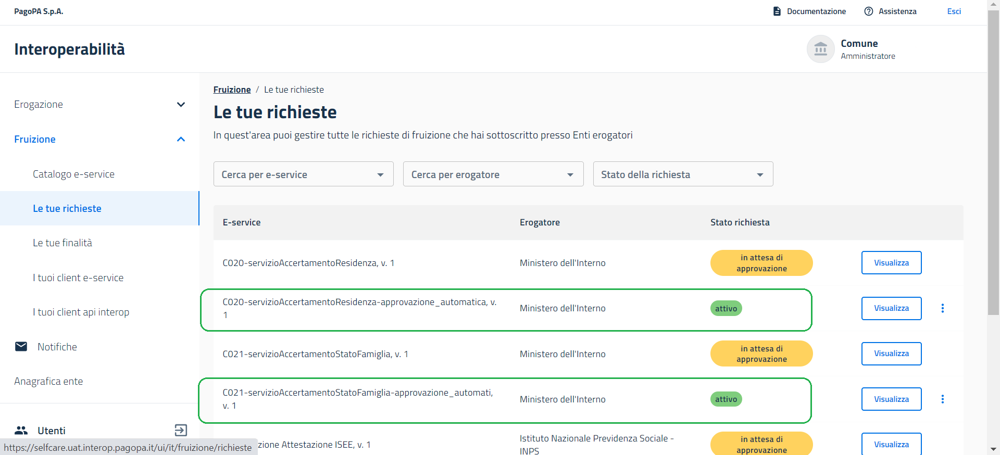 PagoPA S.p.A.
Documentazione
Assistenza
Esci
Interoperabilità
Comune
Amministratore
Erogazione
Fruizione
Catalogo e-service
Le tue richieste
Le tue finalità
I tuoi client e-service
I tuoi client api interop
Notifiche
Anagrafica ente
Utenti
https://selfcare.uat.interop.pagopa.it/ui/it/fruizione/richieste
Fruizione / Le tue richieste
Le tue richieste
In quest'area puoi gestire tutte le richieste di fruizione che hai sottoscritto presso Enti erogatori
Cerca per e-service
Cerca per erogatore
Stato della richiesta
E-service
Erogatore
Stato richiesta
C020-servizioAccertamentoResidenza, v. 1
Ministero dell'Interno
in attesa di
approvazione
Visualizza
C020-servizioAccertamentoResidenza-approvazione_automatica, v.
1
Ministero dell'Interno
attivo
Visualizza
C021-servizioAccertamentoStatoFamiglia, v. 1
Ministero dell'Interno
in attesa di
approvazione
Visualizza
C021-servizioAccertamentoStatoFamiglia-approvazione_automati,
v. 1
Ministero dell'Interno
attivo
Visualizza
zione Attestazione ISEE, v. 1
Istituto Nazionale Previdenza Sociale -
INPS
in attesa di
approvazione
Visualizza